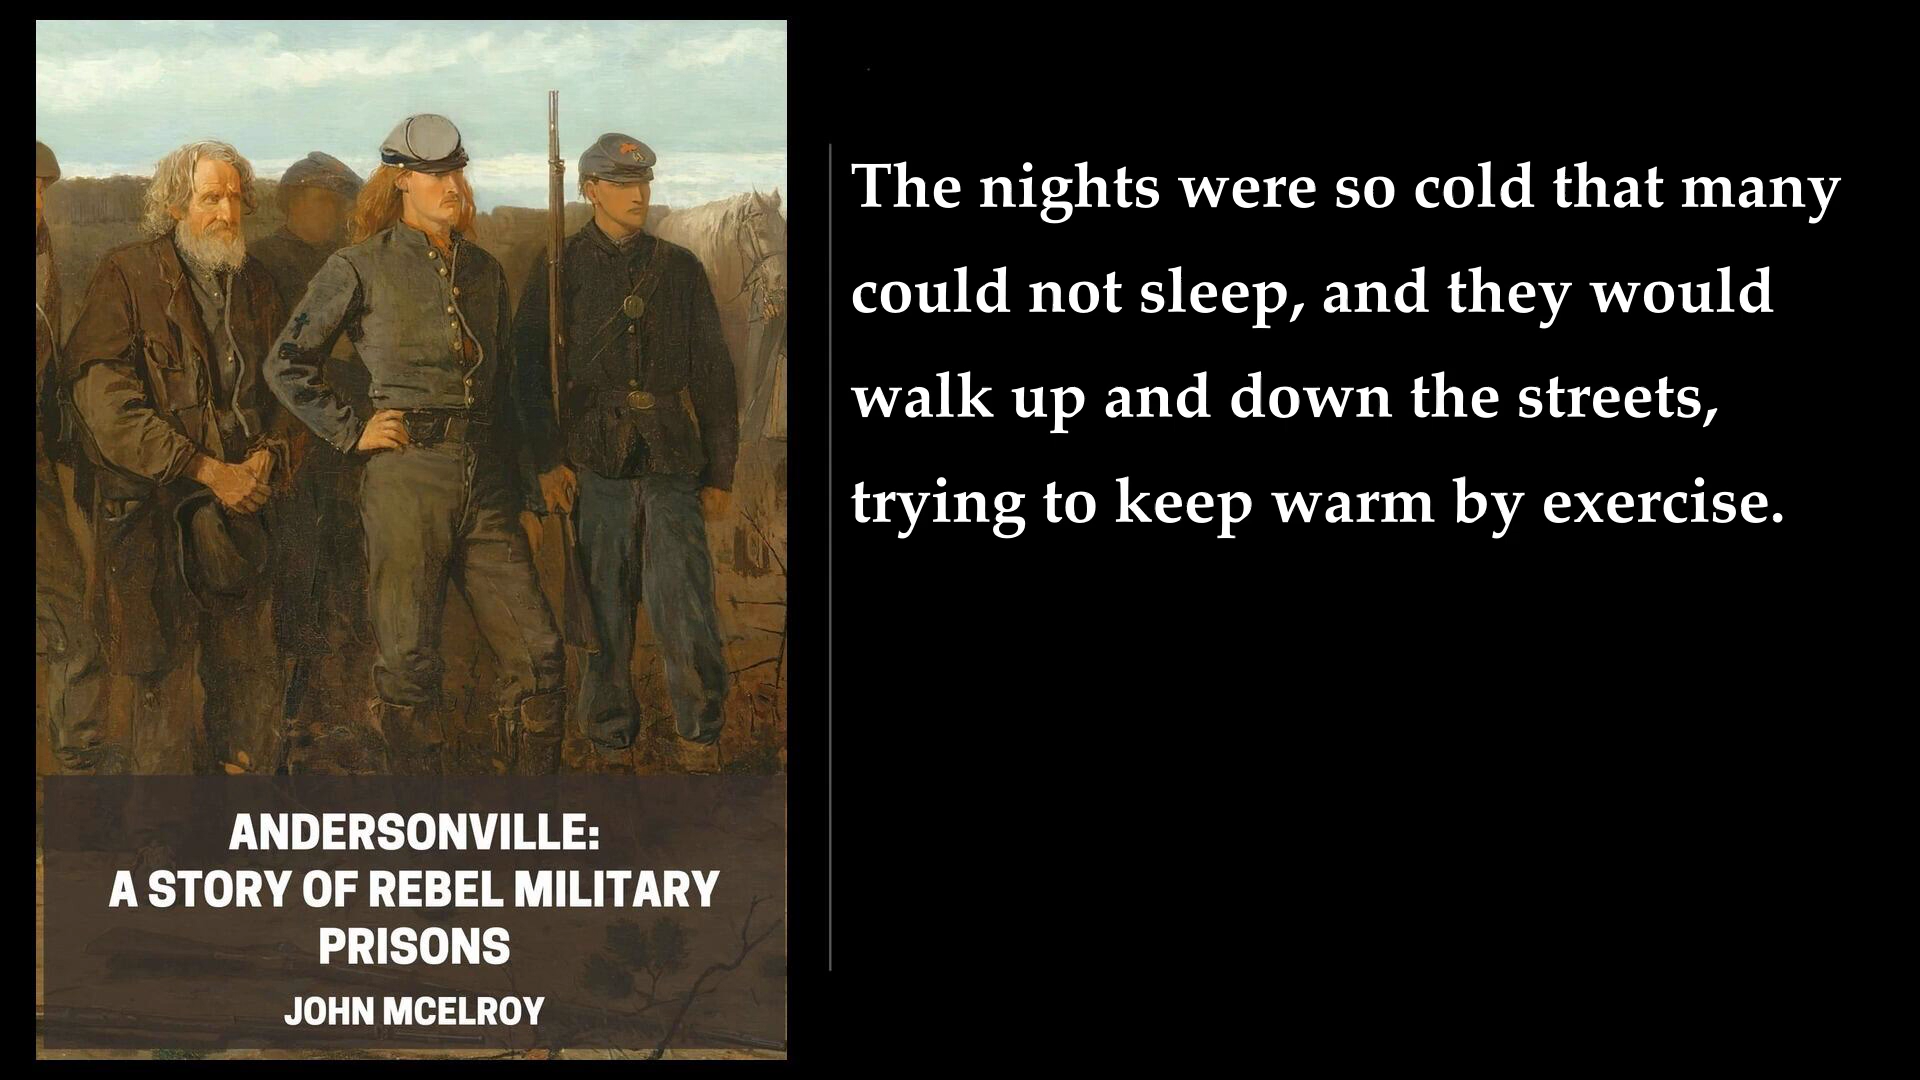 The nights were so cold that many
could not sleep, and they would
walk up and down the streets,
trying to keep warm by exercise.
ANDERSONVILLE:
A STORY OF REBEL MILITARY
PRISONS
JOHN MCELROY